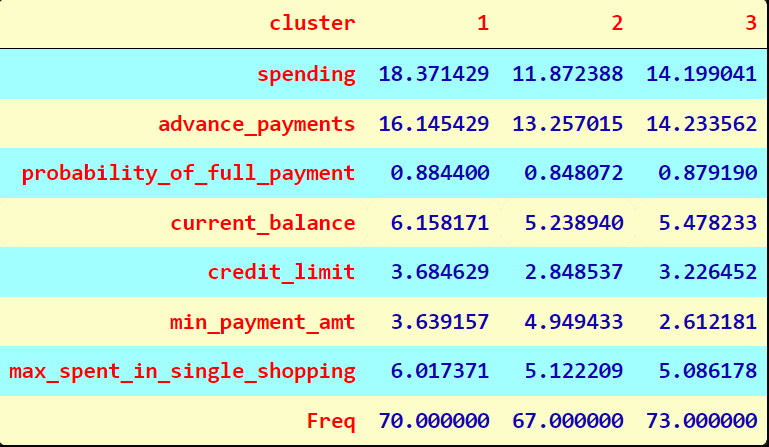 cluster 1 2 3
spending 18.371429 11.872388 14.199041
advance_payments 16.145429 13.257015 14.233562
probability_of_full_payment 0.884400 0.848072 0.879190
current_balance 6.158171 5.238940 5.478233
credit_limit 3.684629 2.848537 3.226452
min_payment_amt 3.639157 4.949433 2.612181
max_spent_in_single_shopping 6.017371 5.122209 5.086178
Freq 70.000000 67.000000 73.000000